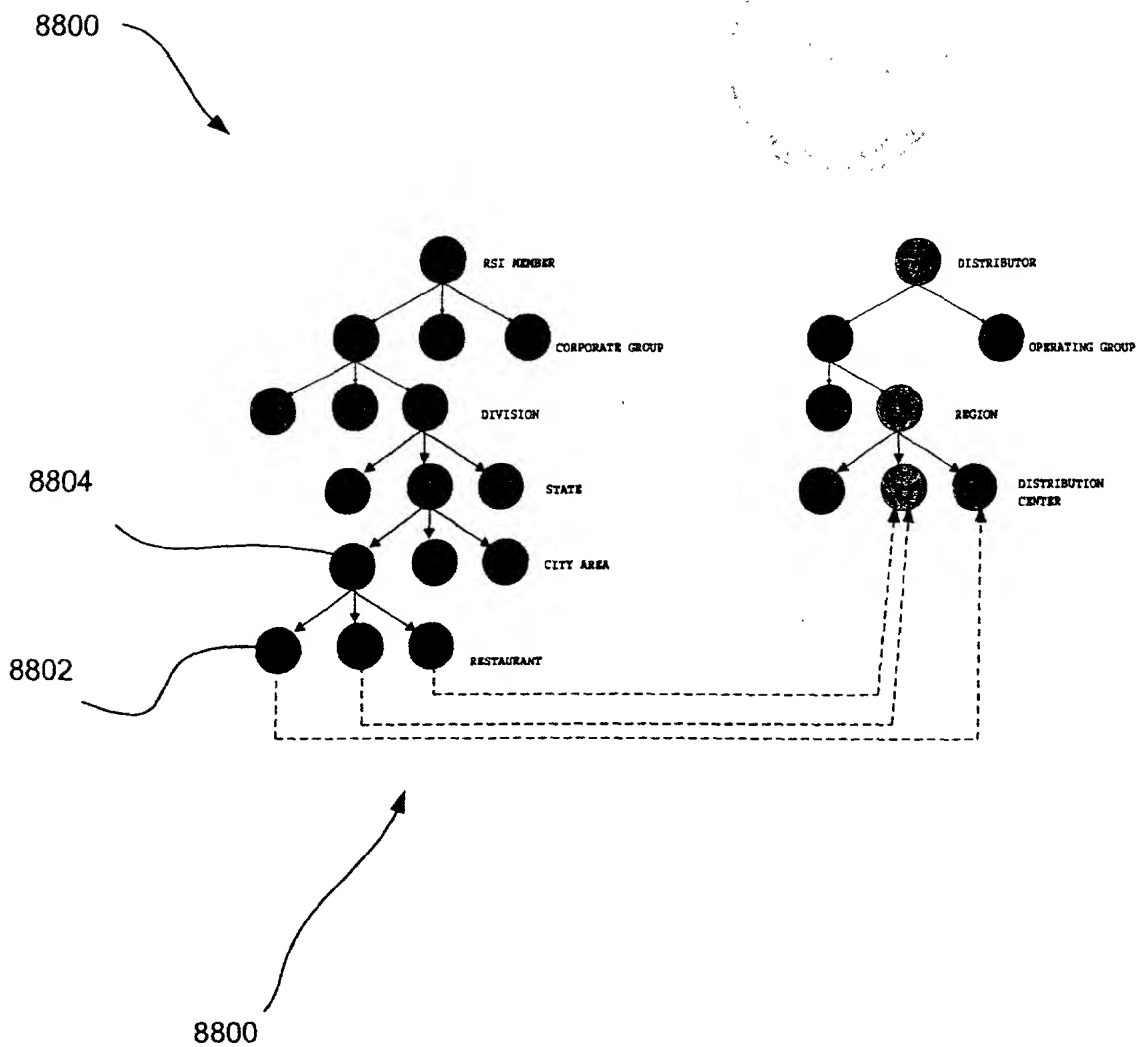 8800
RSI MEMBER
DISTRIBUTOR
CORPORATE GROUP
OPERATING GROUP
DIVISION
REGION
8804
STATE
DISTRIBUTION
CENTER
CITY AREA
8802
RESTAURANT
8800